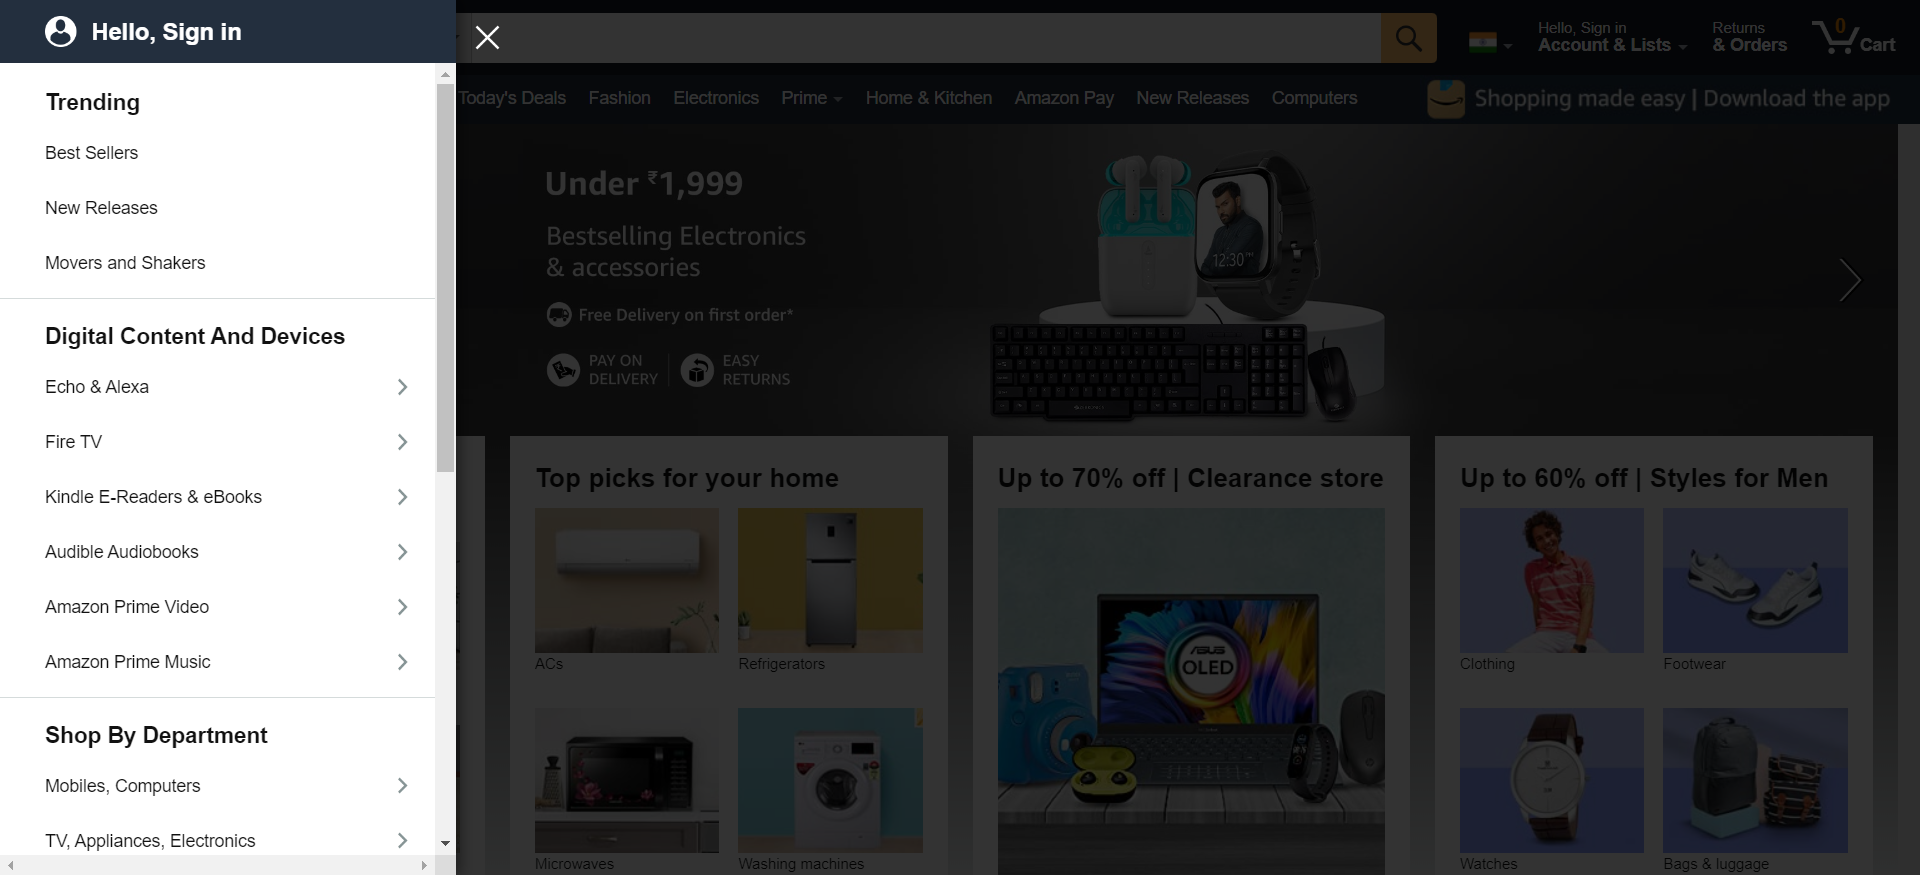 Hello, Sign in
Trending
Best Sellers
New Releases
Movers and Shakers
Digital Content And Devices
Echo & Alexa
Fire TV
Kindle E-Readers & eBooks
Audible Audiobooks
Amazon Prime Video
Amazon Prime Music
Shop By Department
Mobiles, Computers
TV, Appliances, Electronics
Hello, Sign in
Account & Lists
Returns
& Orders
0
Cart
Today's Deals
Fashion
Electronics
Prime
Home & Kitchen
Amazon Pay
New Releases
Computers
Shopping made easy | Download the app
Under ₹1,999
Bestselling Electronics
& accessories
Free Delivery on first order*
PAY ON
DELIVERY
EASY
RETURNS
12:30
Top picks for your home
ACs
Refrigerators
Microwaves
Washing machines
Up to 70% off | Clearance store
ASUS
OLED
Up to 60% off | Styles for Men
Clothing
Footwear
Watches
Bags & luggage